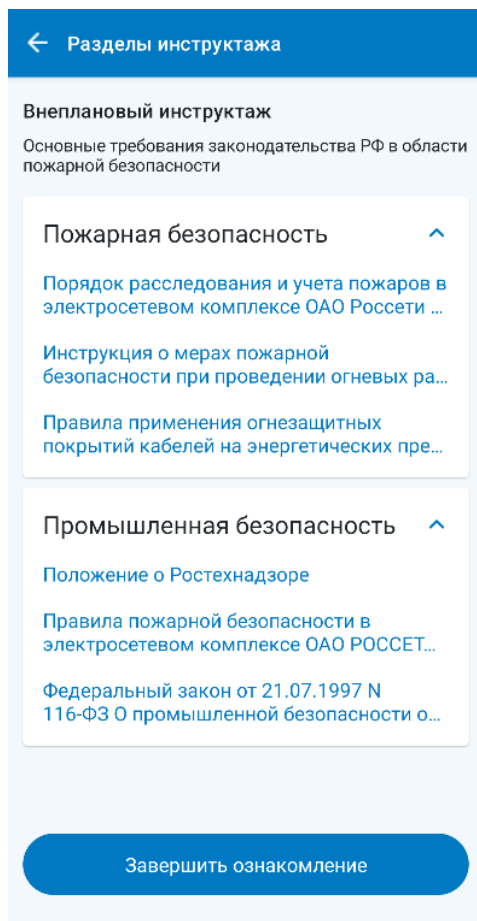 Разделы инструктажа
Внеплановый инструктаж
Основные требования законодательства РФ в области
пожарной безопасности
Пожарная безопасность
Порядок расследования и учета пожаров в
электросетевом комплексе ОАО Россети ...
Инструкция о мерах пожарной
безопасности при проведении огневых ра...
Правила применения огнезащитных
покрытий кабелей на энергетических пре...
Промышленная безопасность
Положение о Ростехнадзоре
Правила пожарной безопасности в
электросетевом комплексе ОАО РОССЕТ...
Федеральный закон от 21.07.1997 N
116-ФЗ О промышленной безопасности о...
Завершить ознакомление